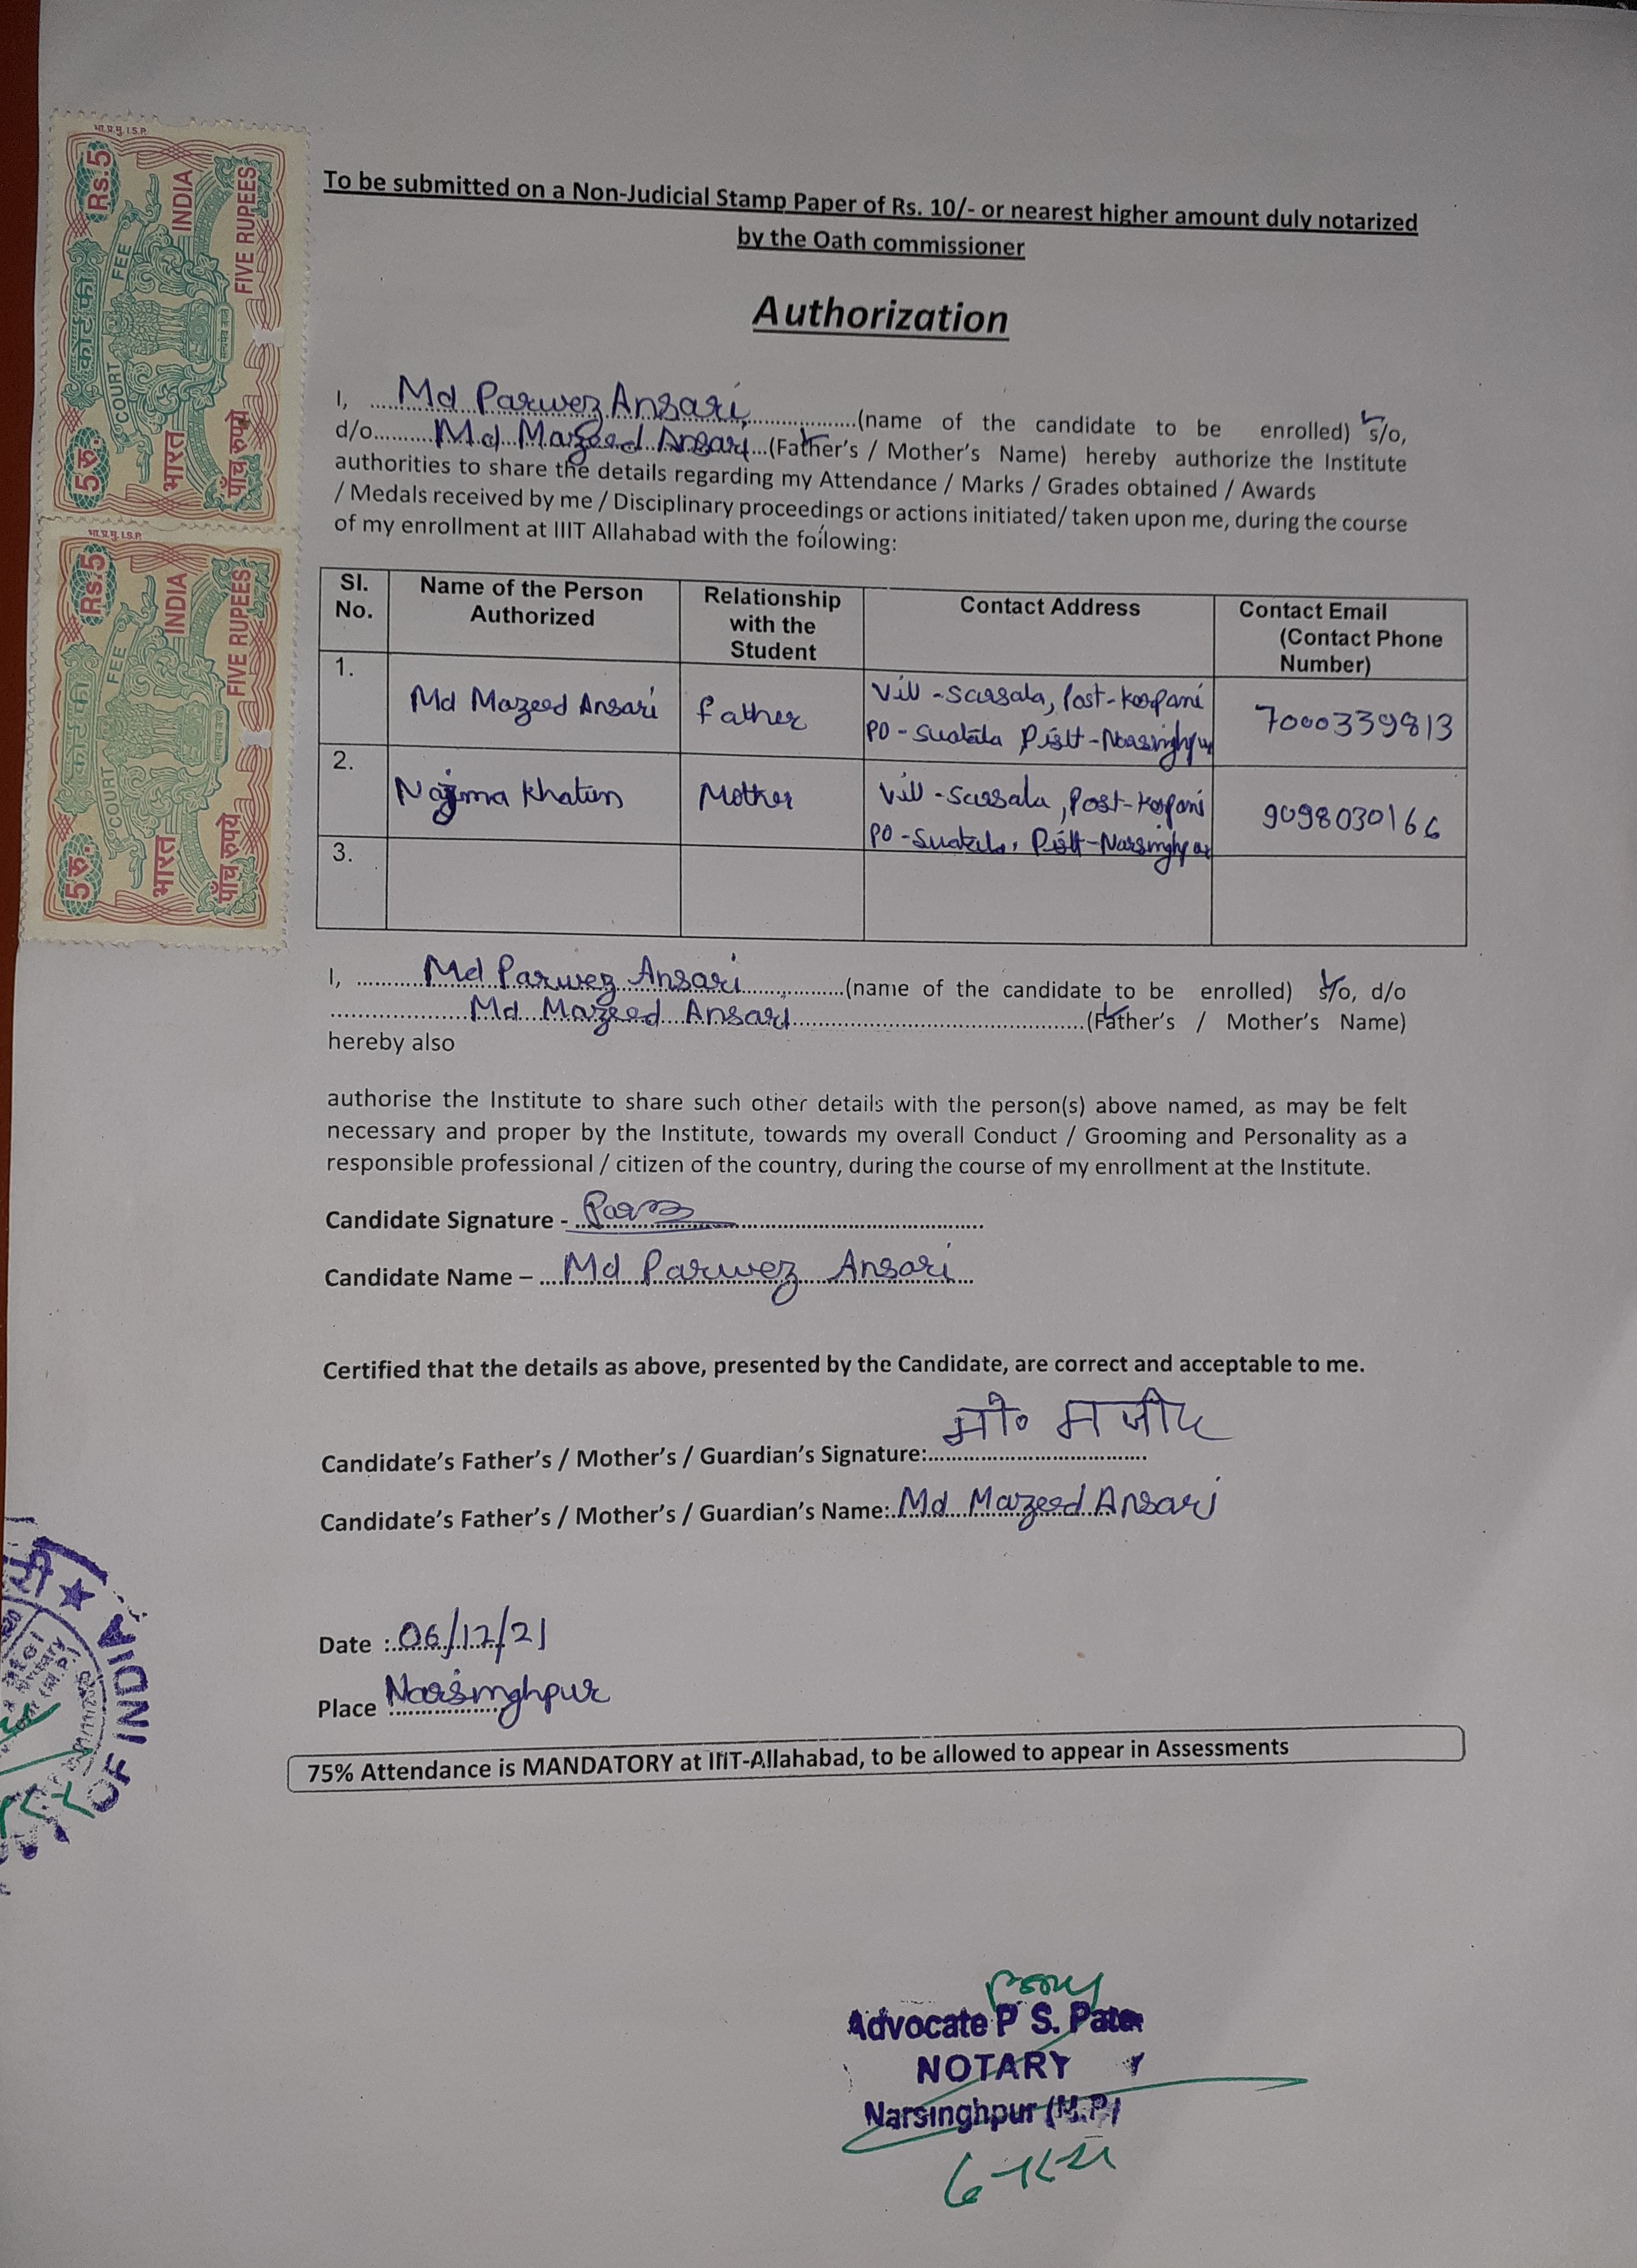 To be submitted on a Non-Judicial Stamp Paper of Rs. 10/- or nearest higher amount duly notarized
by the Oath commissioner
Authorization
I, Md Parwez Ansari (name of the candidate to be enrolled) s/o,
d/o Md Mazeed Ansari (Father's / Mother's Name) hereby authorize the Institute
authorities to share the details regarding my Attendance / Marks / Grades obtained / Awards
/ Medals received by me / Disciplinary proceedings or actions initiated/ taken upon me, during the course
of my enrollment at IIIT Allahabad with the following:
Sl. No. Name of the Person Authorized Relationship with the Student Contact Address Contact Email (Contact Phone Number)
1. Md Mazeed Ansari Father Vill - Post- PO - Distt - Narsinghpur 7000339813
2. Najma Khatun Mother Vill - Post- PO - Distt - Narsinghpur 9098030166
3.
I, Md Parwez Ansari (name of the candidate to be enrolled) s/o, d/o
Md Mazeed Ansari (Father's / Mother's Name)
hereby also
authorise the Institute to share such other details with the person(s) above named, as may be felt
necessary and proper by the Institute, towards my overall Conduct / Grooming and Personality as a
responsible professional / citizen of the country, during the course of my enrollment at the Institute.
Candidate Signature -
Candidate Name – Md Parwez Ansari
Certified that the details as above, presented by the Candidate, are correct and acceptable to me.
Candidate's Father's / Mother's / Guardian's Signature: मो० मजीद
Candidate's Father's / Mother's / Guardian's Name: Md Mazeed Ansari
Date : 06/12/21
Place Narsinghpur
75% Attendance is MANDATORY at IIIT-Allahabad, to be allowed to appear in Assessments
Advocate P S.
NOTARY
Narsinghpur (M.P.)
भा.प्र.मु. I.S.P.
5 रु. कोर्ट फी Rs.5
COURT FEE
भारत INDIA
पाँच रुपये FIVE RUPEES
भा.प्र.मु. I.S.P.
5 रु. कोर्ट फी Rs.5
COURT FEE
भारत INDIA
पाँच रुपये FIVE RUPEES
OF INDIA